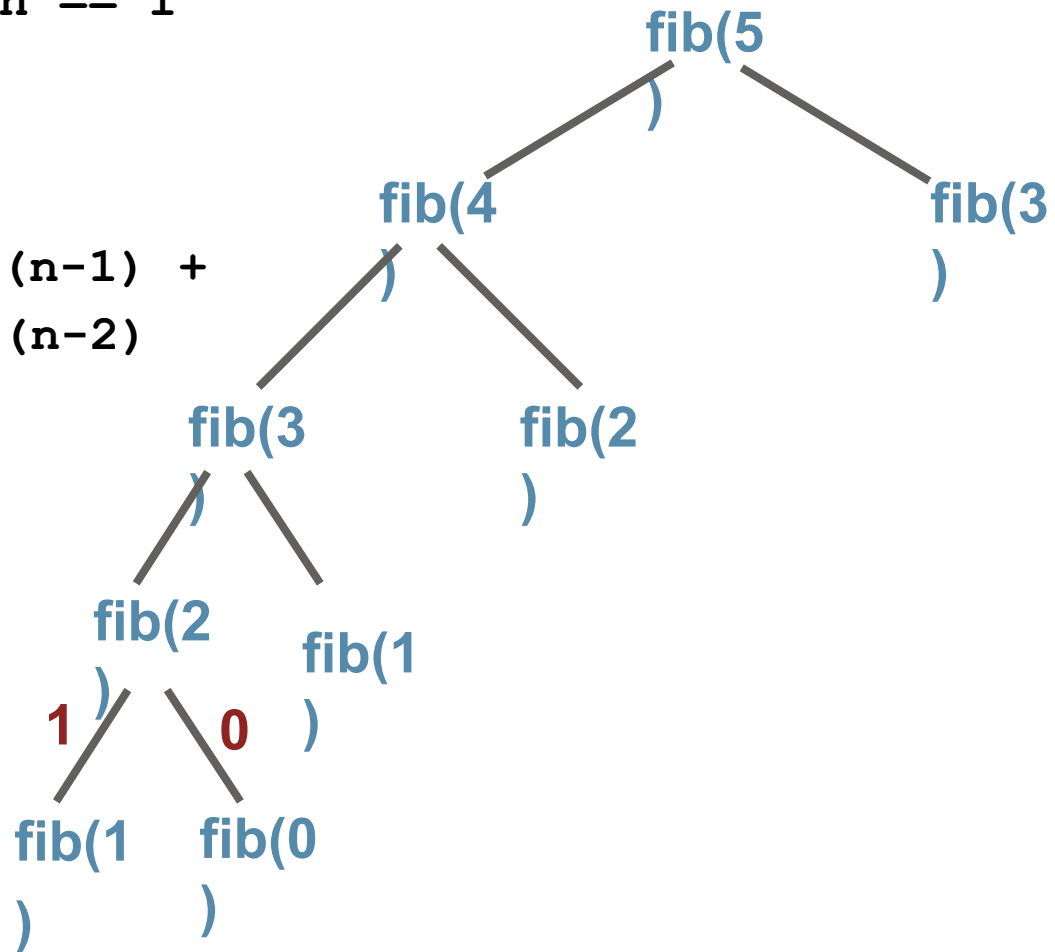 n == 1
fib(5
)
fib(4
)
fib(3
)
(n-1) +
(n-2)
fib(3
)
fib(2
)
fib(2
)
fib(1
)
1
0
fib(1
)
fib(0
)